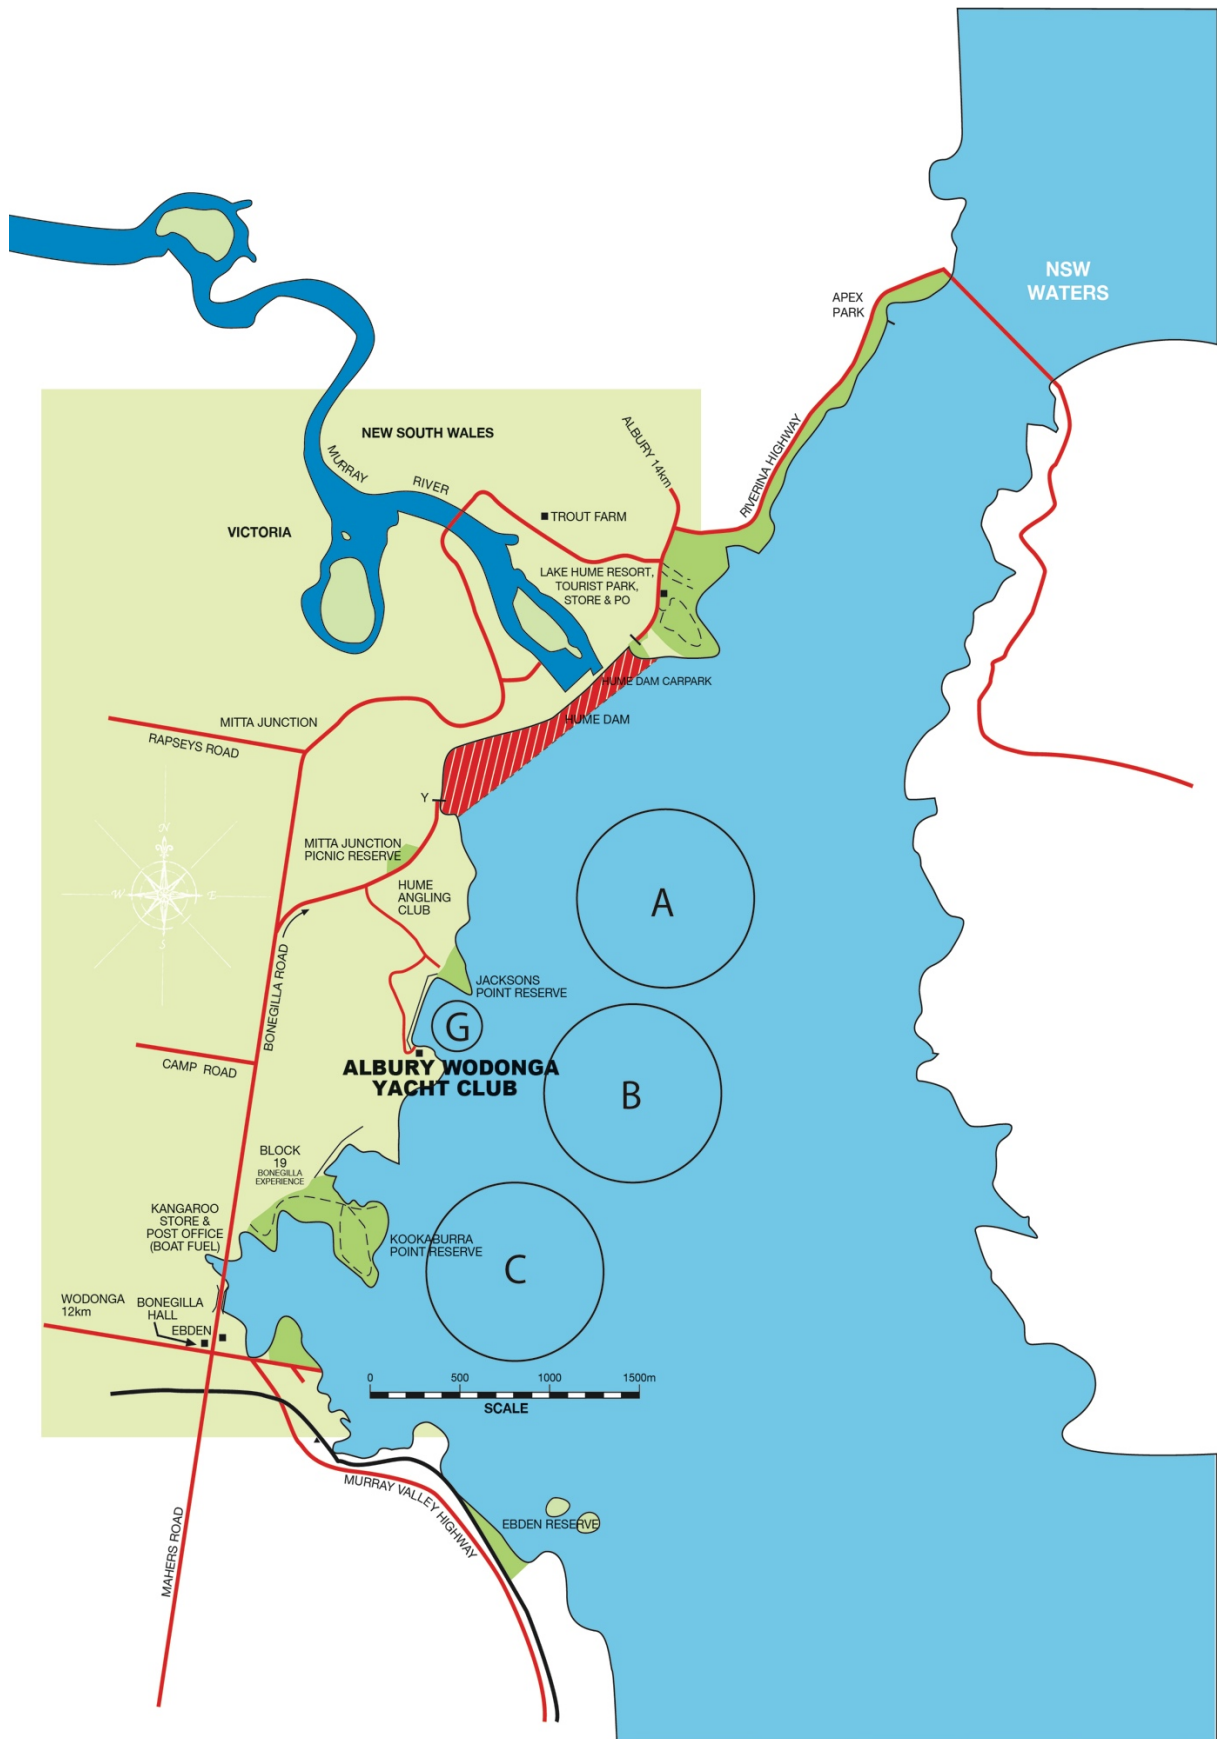 NSW
WATERS
APEX
PARK
NEW SOUTH WALES
ALBURY 14km
RIVERINA HIGHWAY
MURRAY
RIVER
TROUT FARM
VICTORIA
LAKE HUME RESORT,
TOURIST PARK,
STORE & PO
HUME DAM CARPARK
HUME DAM
MITTA JUNCTION
RAPSEYS ROAD
Y
N
W
E
S
MITTA JUNCTION
PICNIC RESERVE
HUME
ANGLING
CLUB
A
BONEGILLA ROAD
JACKSONS
POINT RESERVE
G
CAMP ROAD
ALBURY WODONGA
YACHT CLUB
B
BLOCK
19
BONEGILLA
EXPERIENCE
KANGAROO
STORE &
POST OFFICE
(BOAT FUEL)
KOOKABURRA
POINT RESERVE
C
WODONGA
12km
BONEGILLA
HALL
EBDEN
0 500 1000 1500m
SCALE
MURRAY VALLEY HIGHWAY
EBDEN RESERVE
MAHERS ROAD